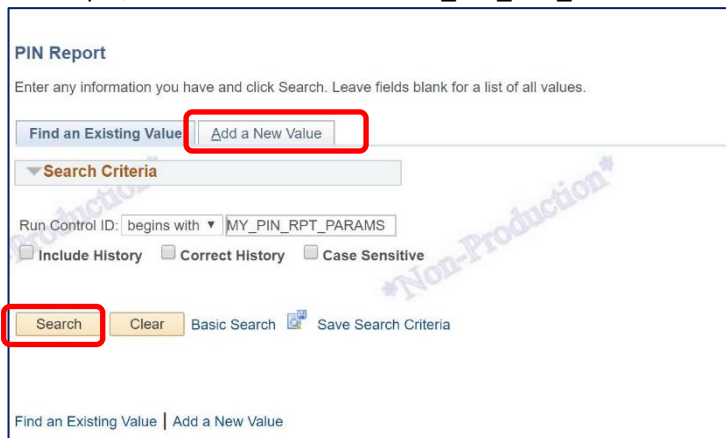 PIN Report
Enter any information you have and click Search. Leave fields blank for a list of all values.
Find an Existing Value Add a New Value
Search Criteria
Run Control ID: begins with MY_PIN_RPT_PARAMS
Include History Correct History Case Sensitive
*Non-Production*
Search Clear Basic Search Save Search Criteria
Find an Existing Value | Add a New Value